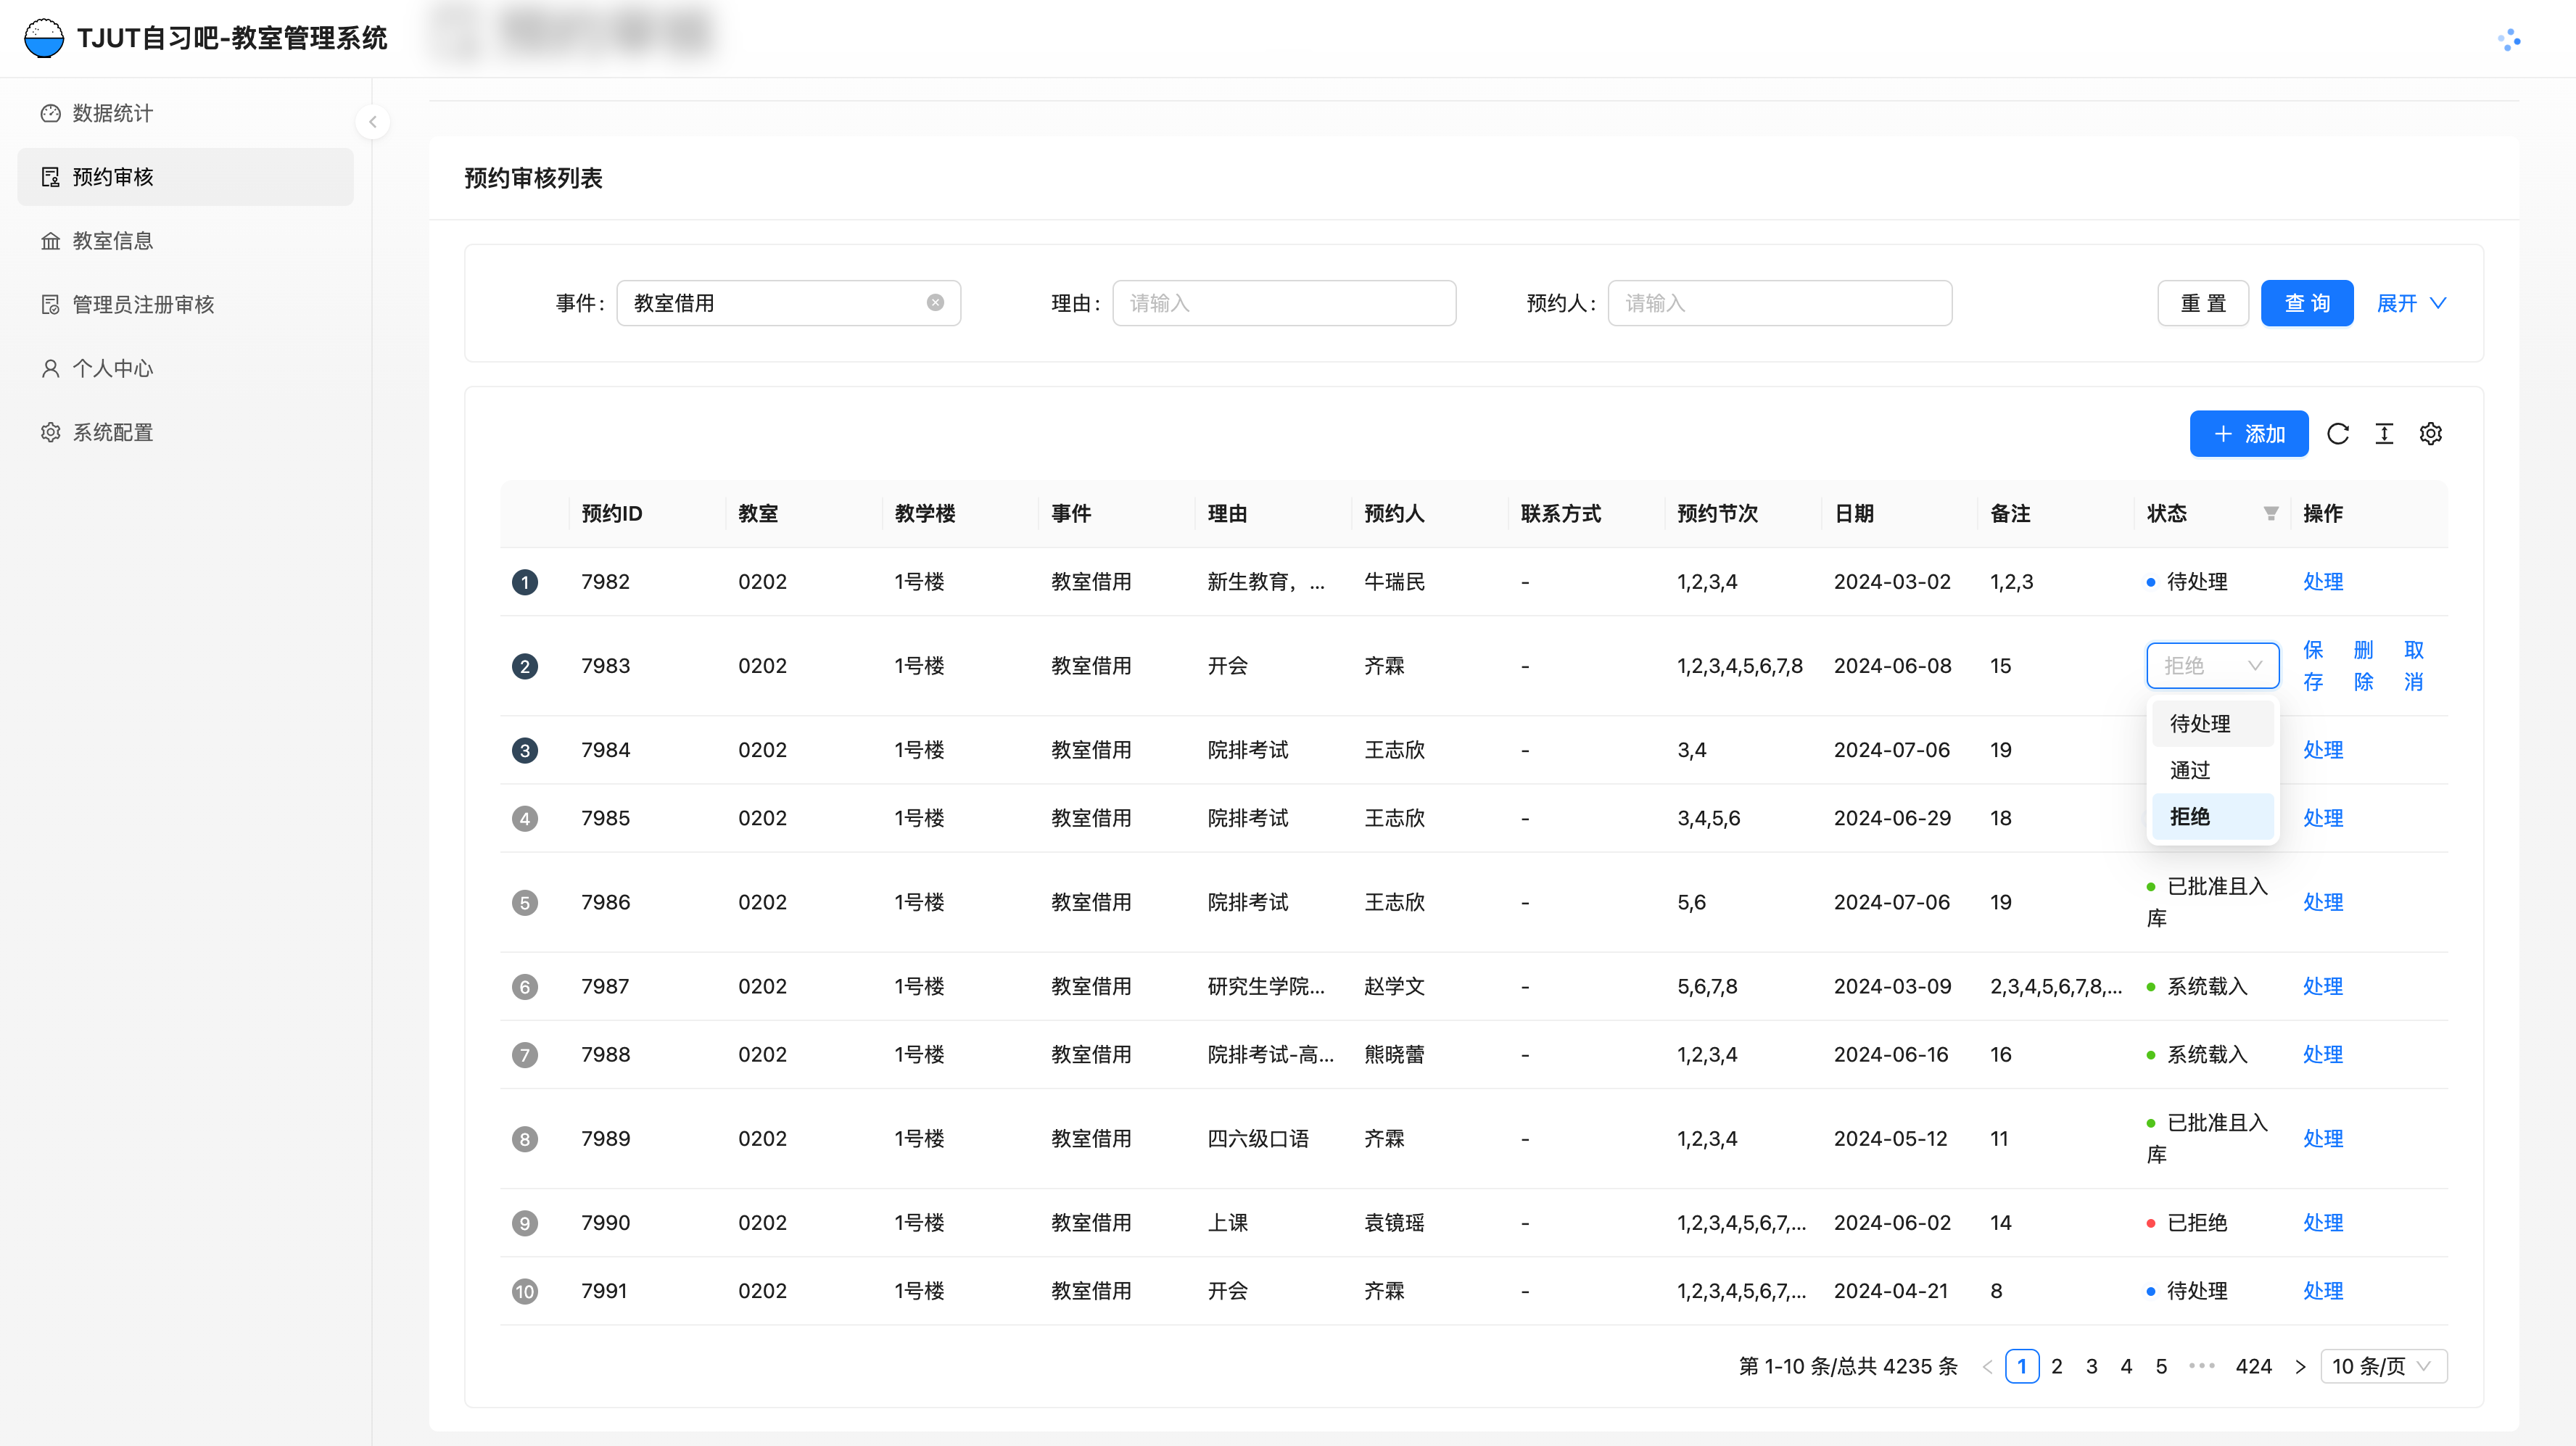 TJUT自习吧-教室管理系统
数据统计
预约审核
教室信息
管理员注册审核
个人中心
系统配置
预约审核列表
事件: 教室借用 理由: 请输入 预约人: 请输入 重 置 查 询 展开
添加
预约ID 教室 教学楼 事件 理由 预约人 联系方式 预约节次 日期 备注 状态 操作
1 7982 0202 1号楼 教室借用 新生教育，... 牛瑞民 - 1,2,3,4 2024-03-02 1,2,3 待处理 处理
2 7983 0202 1号楼 教室借用 开会 齐霖 - 1,2,3,4,5,6,7,8 2024-06-08 15 拒绝 保存 删除 取消
待处理
通过
拒绝
3 7984 0202 1号楼 教室借用 院排考试 王志欣 - 3,4 2024-07-06 19 处理
4 7985 0202 1号楼 教室借用 院排考试 王志欣 - 3,4,5,6 2024-06-29 18 处理
5 7986 0202 1号楼 教室借用 院排考试 王志欣 - 5,6 2024-07-06 19 已批准且入库 处理
6 7987 0202 1号楼 教室借用 研究生学院... 赵学文 - 5,6,7,8 2024-03-09 2,3,4,5,6,7,8,... 系统载入 处理
7 7988 0202 1号楼 教室借用 院排考试-高... 熊晓蕾 - 1,2,3,4 2024-06-16 16 系统载入 处理
8 7989 0202 1号楼 教室借用 四六级口语 齐霖 - 1,2,3,4 2024-05-12 11 已批准且入库 处理
9 7990 0202 1号楼 教室借用 上课 袁镜瑶 - 1,2,3,4,5,6,7,... 2024-06-02 14 已拒绝 处理
10 7991 0202 1号楼 教室借用 开会 齐霖 - 1,2,3,4,5,6,7,... 2024-04-21 8 待处理 处理
第 1-10 条/总共 4235 条 1 2 3 4 5 ••• 424 10 条/页